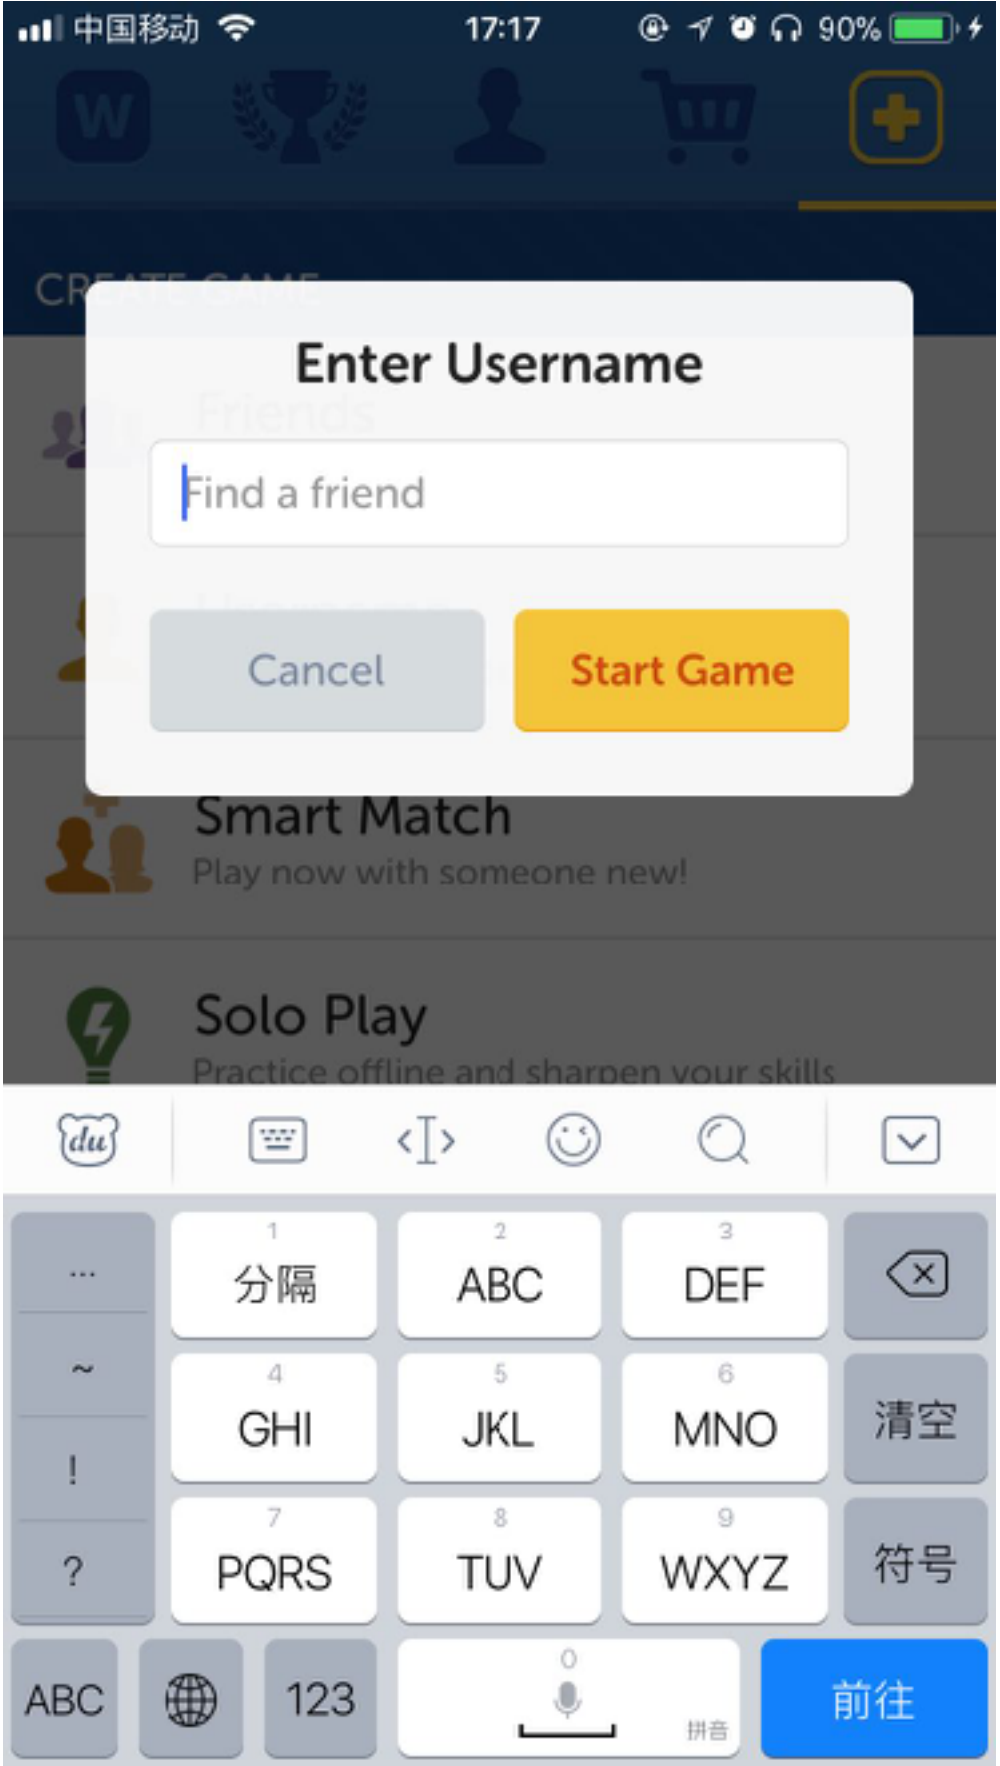 中国移动 17:17 90%
W
CREATE GAME
Enter Username
Friends
Find a friend
Cancel Start Game
Smart Match
Play now with someone new!
Solo Play
Practice offline and sharpen your skills
du
... 1 分隔 2 ABC 3 DEF
~ 4 GHI 5 JKL 6 MNO 清空
!
? 7 PQRS 8 TUV 9 WXYZ 符号
ABC 123 0 拼音 前往